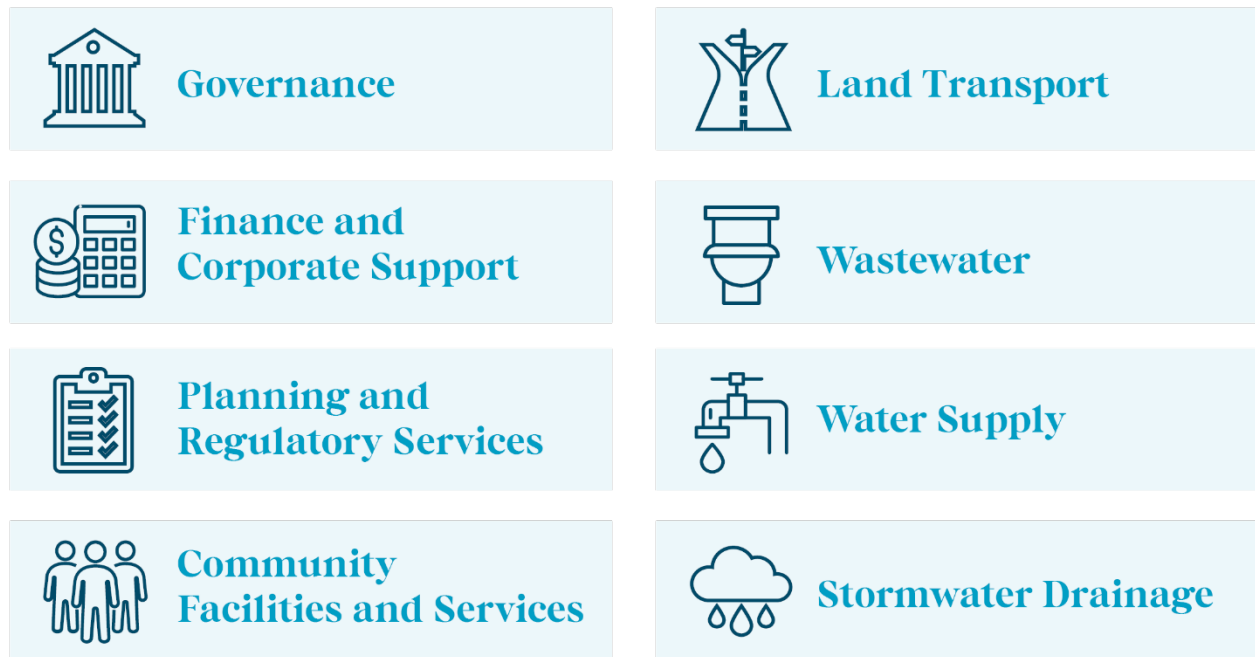 Governance
Land Transport
Finance and
Corporate Support
Wastewater
Planning and
Regulatory Services
Water Supply
Community
Facilities and Services
Stormwater Drainage
$